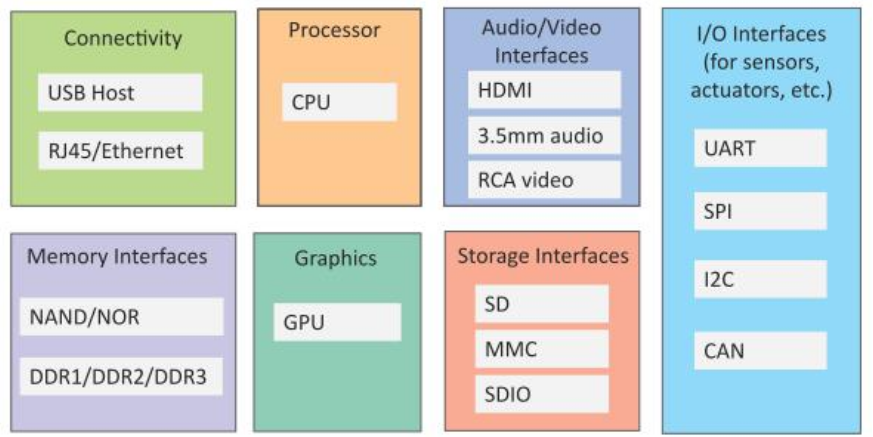 Connectivity
USB Host
RJ45/Ethernet
Processor
CPU
Audio/Video
Interfaces
HDMI
3.5mm audio
RCA video
I/O Interfaces
(for sensors,
actuators, etc.)
UART
SPI
I2C
CAN
Memory Interfaces
NAND/NOR
DDR1/DDR2/DDR3
Graphics
GPU
Storage Interfaces
SD
MMC
SDIO